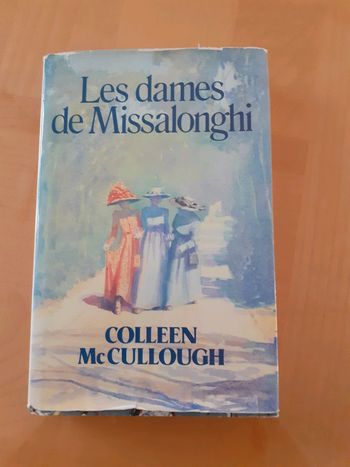 Les dames
de Missalonghi
COLLEEN
McCULLOUGH